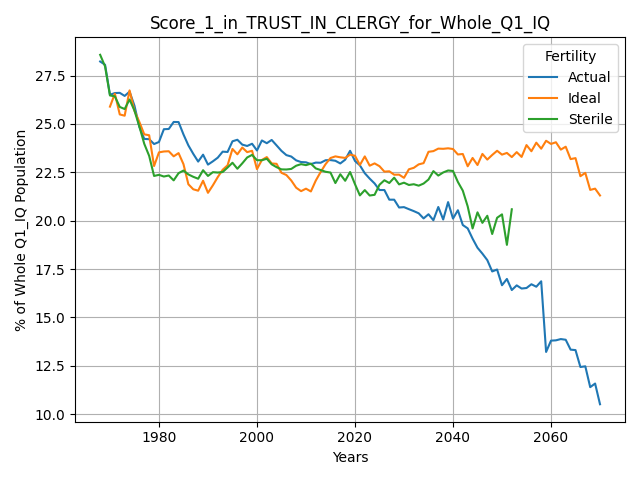 Score_1_in_TRUST_IN_CLERGY_for_Whole_Q1_IQ
Fertility
Actual
Ideal
Sterile
% of Whole Q1_IQ Population
27.5
25.0
22.5
20.0
17.5
15.0
12.5
10.0
1980 2000 2020 2040 2060
Years